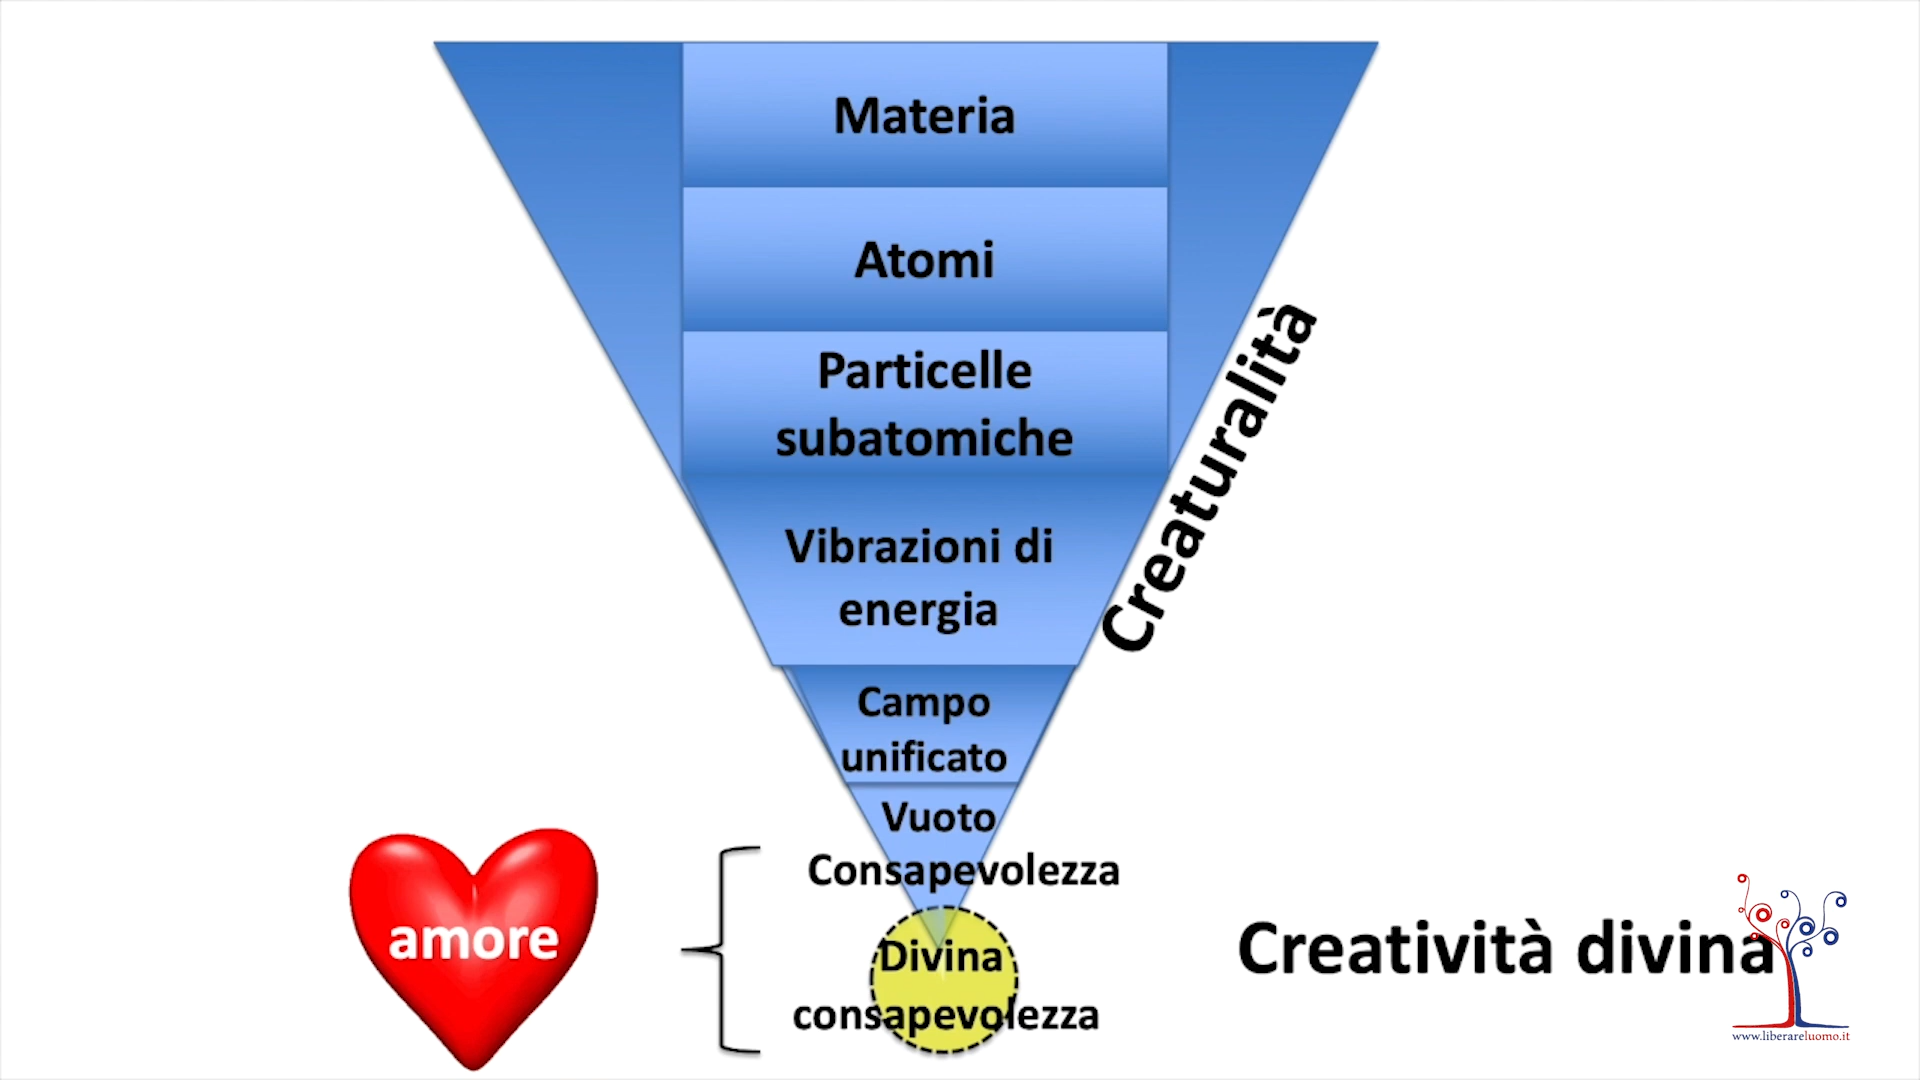 Materia
Atomi
Particelle
subatomiche
Vibrazioni di
energia
Creaturalità
Campo
unificato
Vuoto
Consapevolezza
amore
Divina
consapevolezza
Creatività divina
www.liberareluomo.it